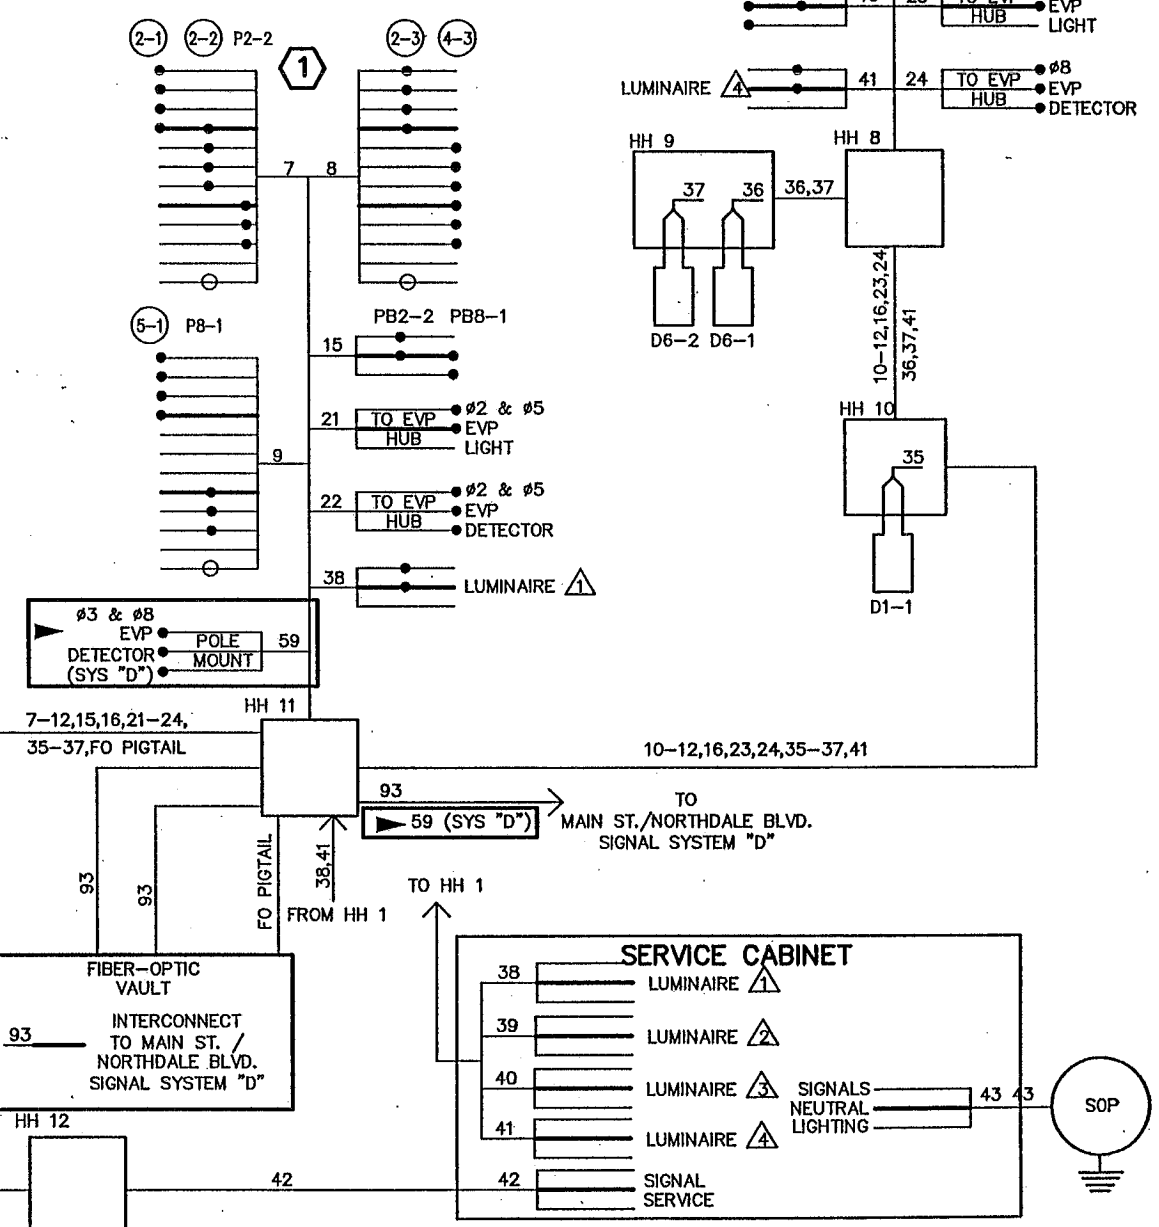 2-1 2-2 P2-2
1
2-3 4-3
7 8
5-1 P8-1
9
PB2-2 PB8-1
15
21 TO EVP
HUB
ø2 & ø5
EVP
LIGHT
22 TO EVP
HUB
ø2 & ø5
EVP
DETECTOR
38 LUMINAIRE 1
ø3 & ø8
EVP
DETECTOR
(SYS "D")
POLE
MOUNT
59
HUB
EVP
LIGHT
LUMINAIRE 4
41 24 TO EVP
HUB
ø8
EVP
DETECTOR
HH 9
HH 8
37 36
36,37
D6-2 D6-1
10-12,16,23,24,
36,37,41
HH 10
35
D1-1
HH 11
7-12,15,16,21-24,
35-37,FO PIGTAIL
10-12,16,23,24,35-37,41
93
59 (SYS "D")
TO
MAIN ST./NORTHDALE BLVD.
SIGNAL SYSTEM "D"
93
93
FO PIGTAIL
38,41
FROM HH 1
TO HH 1
FIBER-OPTIC
VAULT
93
INTERCONNECT
TO MAIN ST. /
NORTHDALE BLVD.
SIGNAL SYSTEM "D"
HH 12
42
SERVICE CABINET
38 LUMINAIRE 1
39 LUMINAIRE 2
40 LUMINAIRE 3
41 LUMINAIRE 4
42 SIGNAL
SERVICE
SIGNALS
NEUTRAL
LIGHTING
43 43
SOP